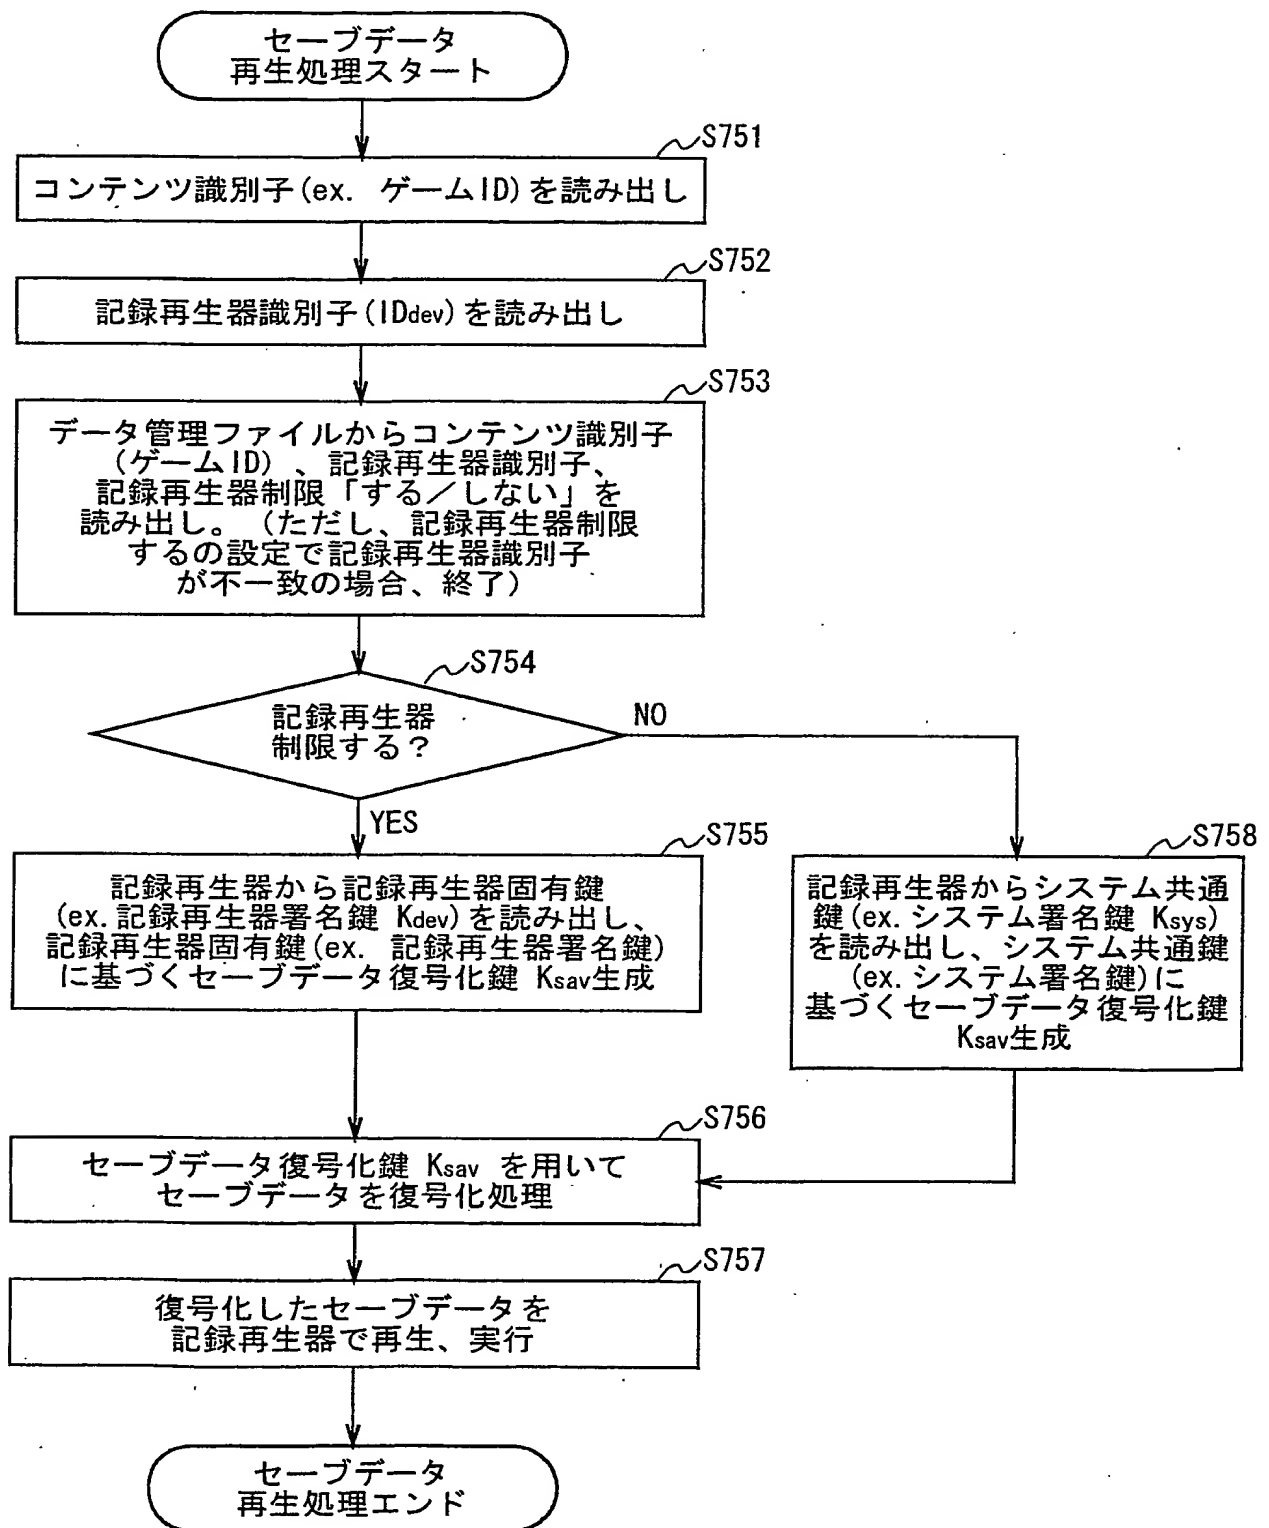 セーブデータ
再生処理スタート
S751
コンテンツ識別子(ex. ゲームID)を読み出し
S752
記録再生器識別子(IDdev)を読み出し
S753
データ管理ファイルからコンテンツ識別子
(ゲームID)、記録再生器識別子、
記録再生器制限「する/しない」を
読み出し。(ただし、記録再生器制限
するの設定で記録再生器識別子
が不一致の場合、終了)
S754
記録再生器
制限する?
NO
YES
S755
記録再生器から記録再生器固有鍵
(ex.記録再生器署名鍵 Kdev)を読み出し、
記録再生器固有鍵(ex. 記録再生器署名鍵)
に基づくセーブデータ復号化鍵 Ksav生成
S758
記録再生器からシステム共通
鍵(ex.システム署名鍵 Ksys)
を読み出し、システム共通鍵
(ex.システム署名鍵)に
基づくセーブデータ復号化鍵
Ksav生成
S756
セーブデータ復号化鍵 Ksav を用いて
セーブデータを復号化処理
S757
復号化したセーブデータを
記録再生器で再生、実行
セーブデータ
再生処理エンド